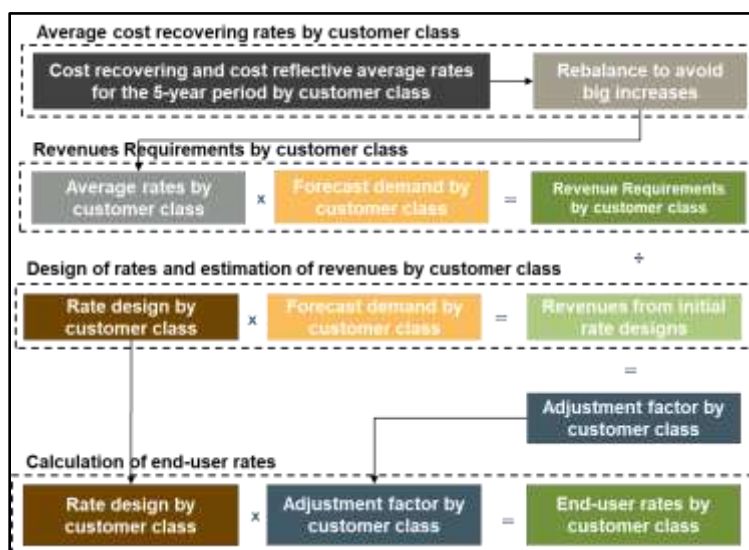 Average cost recovering rates by customer class
Cost recovering and cost reflective average rates
for the 5-year period by customer class
Rebalance to avoid
big increases
Revenues Requirements by customer class
Average rates by
customer class
x
Forecast demand by
customer class
=
Revenue Requirements
by customer class
÷
Design of rates and estimation of revenues by customer class
Rate design by
customer class
x
Forecast demand by
customer class
=
Revenues from initial
rate designs
=
Adjustment factor by
customer class
Calculation of end-user rates
Rate design by
customer class
x
Adjustment factor by
customer class
=
End-user rates by
customer class